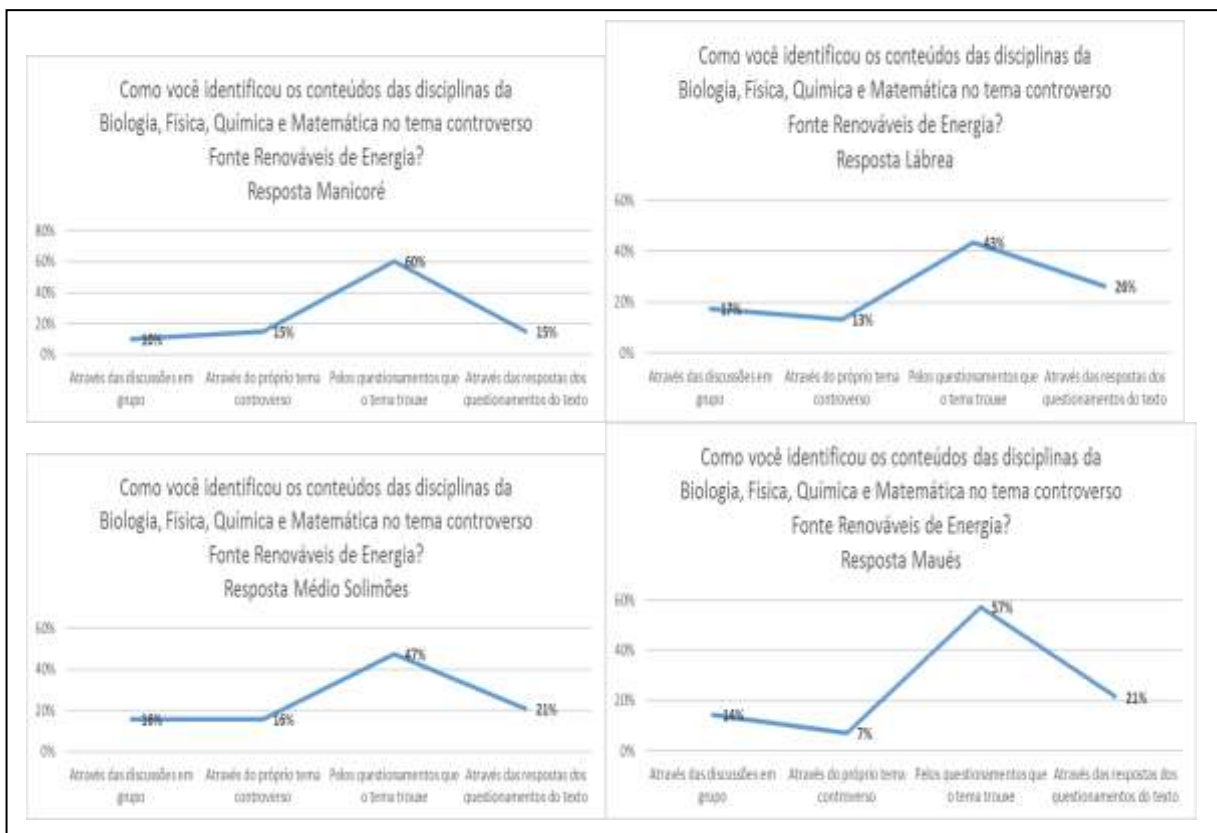 Como você identificou os conteúdos das disciplinas da
Biologia, Física, Química e Matemática no tema controverso
Fonte Renováveis de Energia?
Resposta Manicoré
80%
60%
40%
20%
0%
10%
15%
60%
15%
Através das discussões em
grupo
Através do próprio tema
controverso
Pelos questionamentos que
o tema trouxe
Através das respostas dos
questionamentos do texto
Como você identificou os conteúdos das disciplinas da
Biologia, Física, Química e Matemática no tema controverso
Fonte Renováveis de Energia?
Resposta Lábrea
60%
40%
20%
0%
17%
13%
43%
26%
Através das discussões em
grupo
Através do próprio tema
controverso
Pelos questionamentos que
o tema trouxe
Através das respostas dos
questionamentos do texto
Como você identificou os conteúdos das disciplinas da
Biologia, Física, Química e Matemática no tema controverso
Fonte Renováveis de Energia?
Resposta Médio Solimões
60%
40%
20%
0%
16%
16%
47%
21%
Através das discussões em
grupo
Através do próprio tema
controverso
Pelos questionamentos que
o tema trouxe
Através das respostas dos
questionamentos do texto
Como você identificou os conteúdos das disciplinas da
Biologia, Física, Química e Matemática no tema controverso
Fonte Renováveis de Energia?
Resposta Maués
60%
40%
20%
0%
14%
7%
57%
21%
Através das discussões em
grupo
Através do próprio tema
controverso
Pelos questionamentos que
o tema trouxe
Através das respostas dos
questionamentos do texto